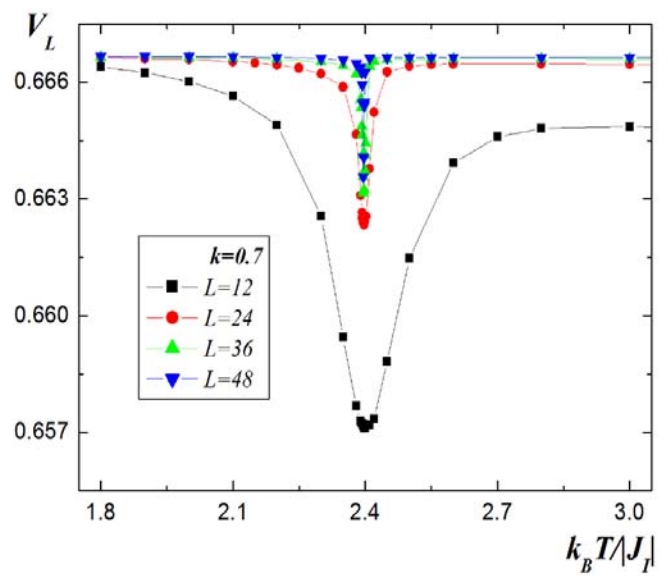 V_L
0.666
0.663
0.660
0.657
k=0.7
L=12
L=24
L=36
L=48
1.8 2.1 2.4 2.7 3.0
k_BT/|J_I|